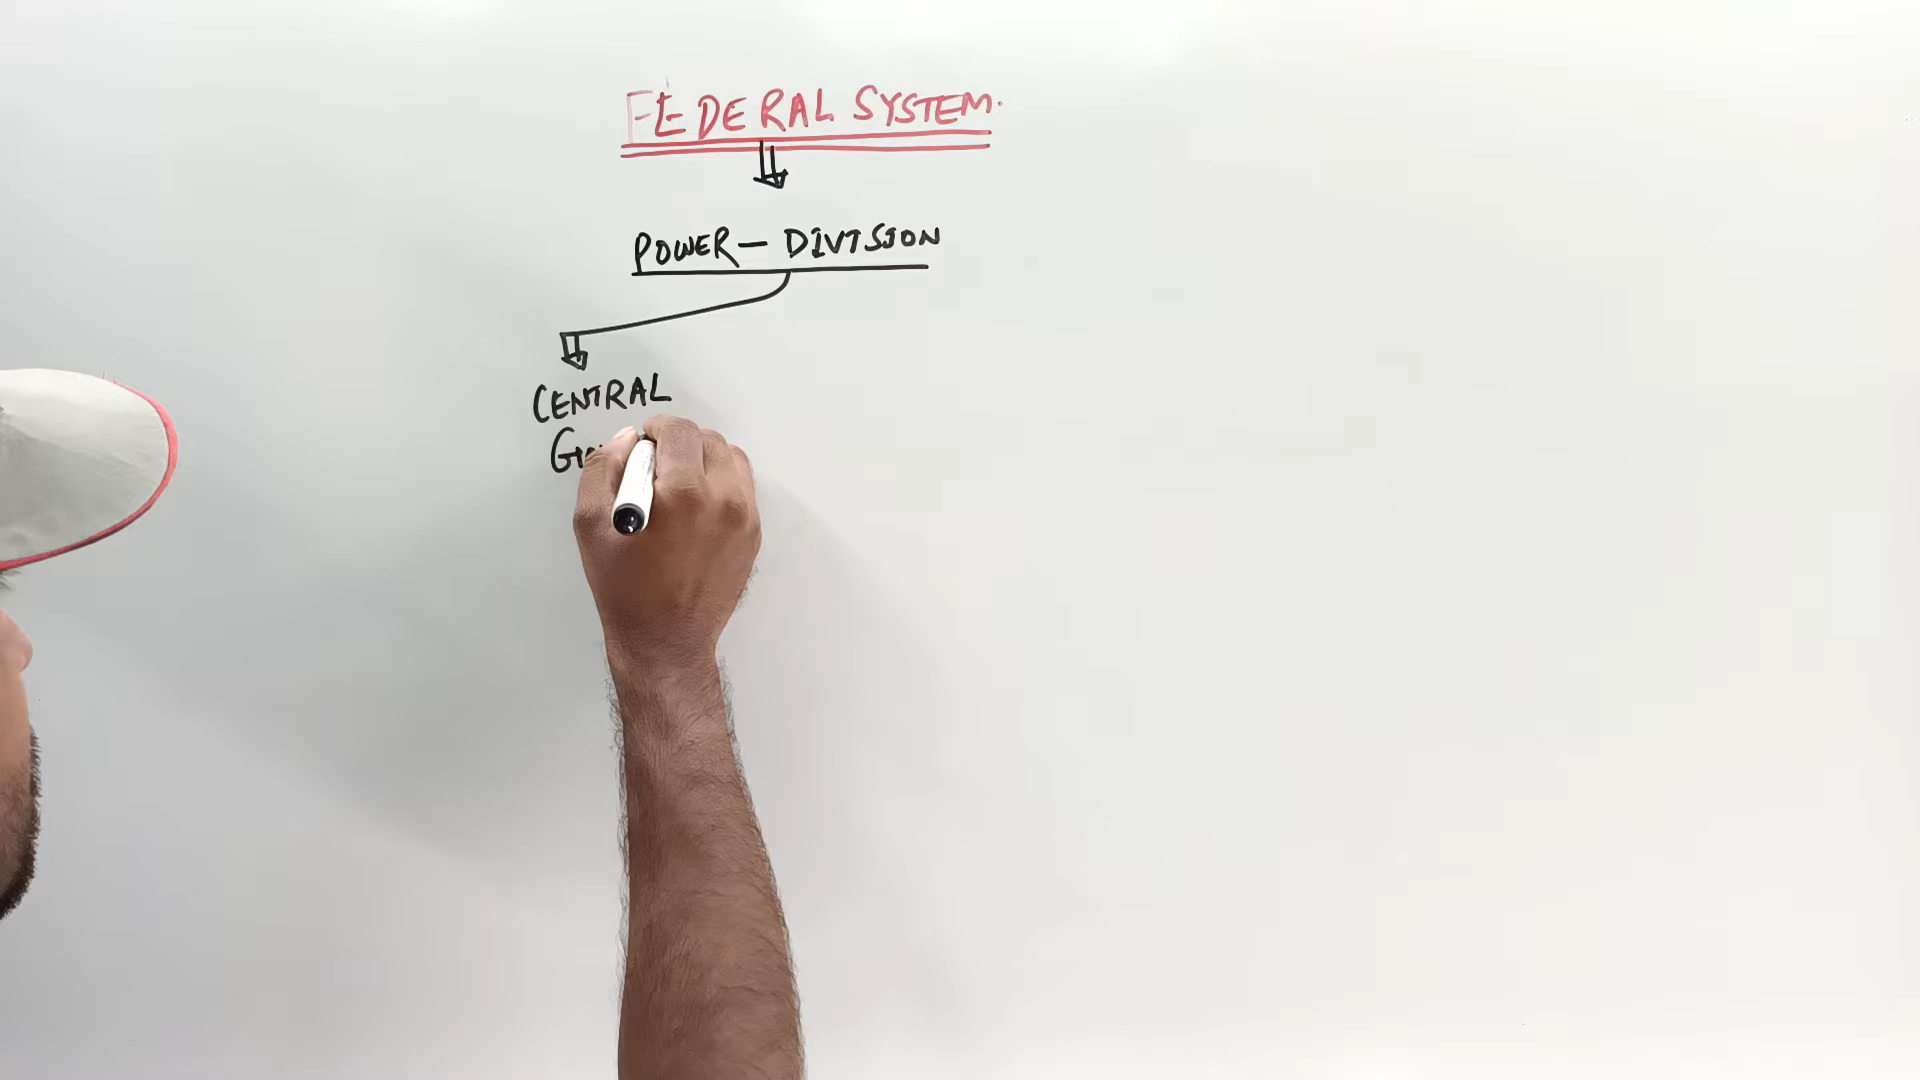 FEDERAL SYSTEM.
POWER — DIVISION
CENTRAL